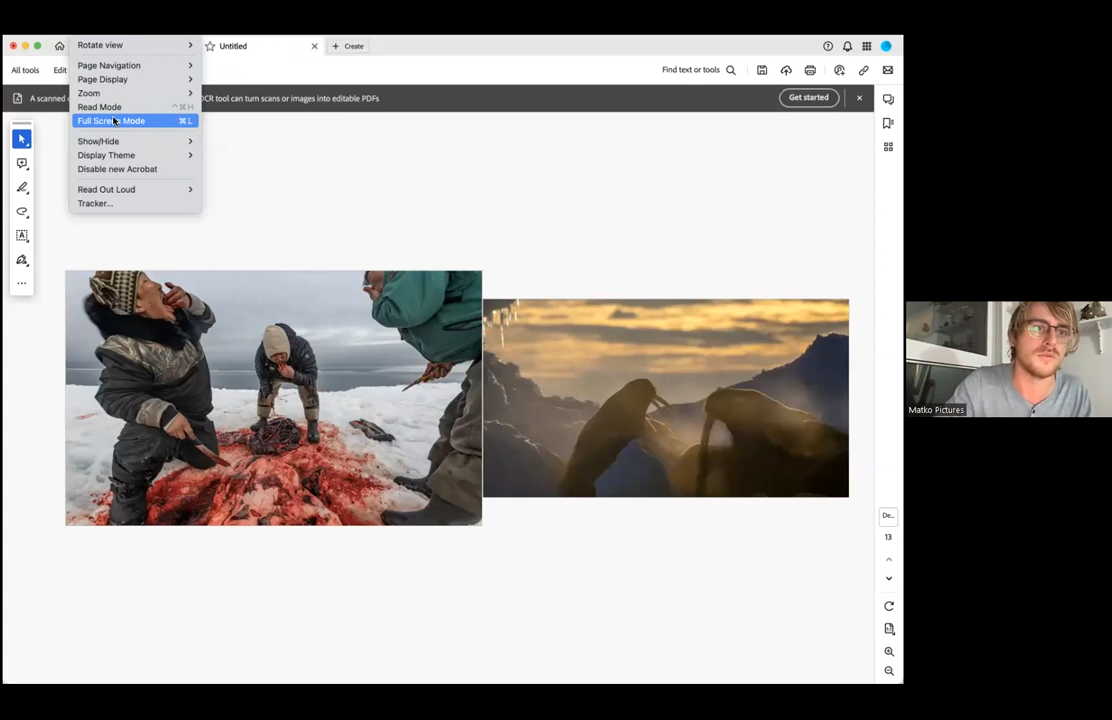 Untitled
Create
All tools
Edit
Find text or tools
A scanned
OCR tool can turn scans or images into editable PDFs
Get started
Rotate view
Page Navigation
Page Display
Zoom
Read Mode ^⌘H
Full Screen Mode ⌘L
Show/Hide
Display Theme
Disable new Acrobat
Read Out Loud
Tracker...
Matko Pictures
De...
13